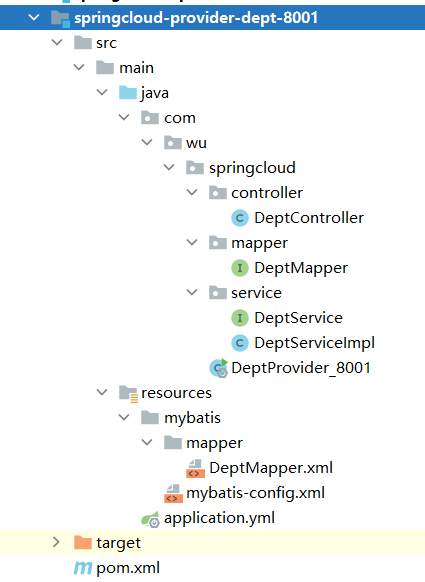 springcloud-provider-dept-8001
src
main
java
com
wu
springcloud
controller
DeptController
mapper
DeptMapper
service
DeptService
DeptServiceImpl
DeptProvider_8001
resources
mybatis
mapper
DeptMapper.xml
mybatis-config.xml
application.yml
target
pom.xml